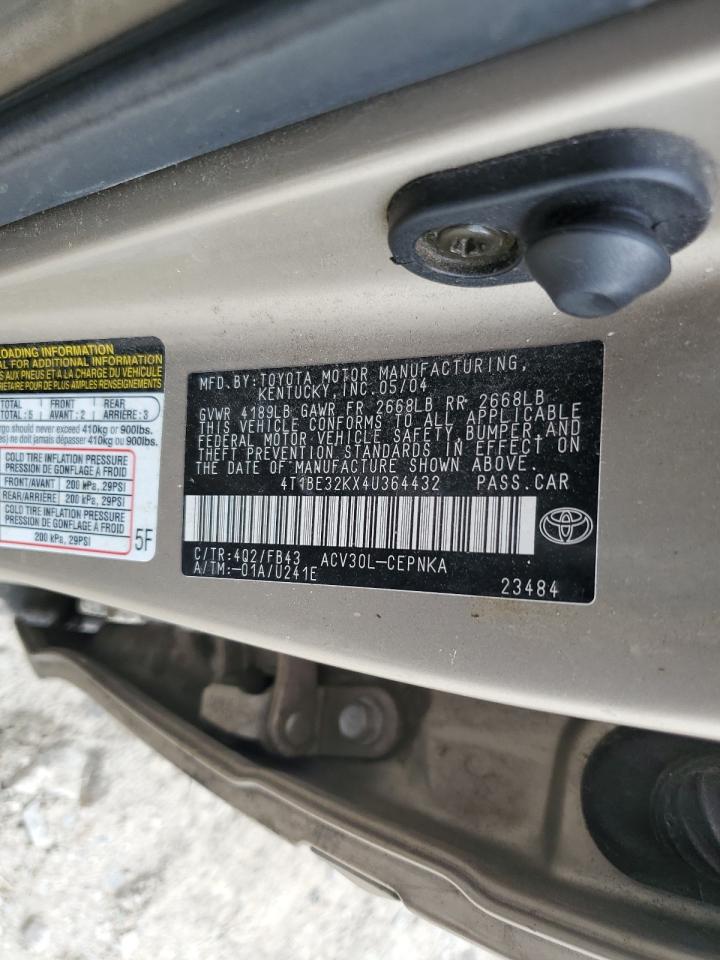 LOADING INFORMATION
FOR ADDITIONAL INFORMATION
AUX PNEUS ET À LA CHARGE DU VÉHICULE
DE PLUS AMPLES RENSEIGNEMENTS
TOTAL : 5 FRONT AVANT : 2 REAR ARRIÈRE : 3
should never exceed 410kg or 900lbs.
ne doit jamais dépasser 410kg ou 900lbs.
COLD TIRE INFLATION PRESSURE
PRESSION DE GONFLAGE À FROID
FRONT/AVANT 200 kPa, 29PSI
REAR/ARRIÈRE 200 kPa, 29PSI
COLD TIRE INFLATION PRESSURE
PRESSION DE GONFLAGE À FROID
200 kPa, 29PSI
5F
MFD.BY:TOYOTA MOTOR MANUFACTURING,
KENTUCKY, INC.05/04
GVWR 4189LB GAWR FR 2668LB RR 2668LB
THIS VEHICLE CONFORMS TO ALL APPLICABLE
FEDERAL MOTOR VEHICLE SAFETY, BUMPER, AND
THEFT PREVENTION STANDARDS IN EFFECT ON
THE DATE OF MANUFACTURE SHOWN ABOVE.
4T1BE32KX4U364432 PASS.CAR
C/TR:4Q2/FB43 ACV30L-CEPNKA
A/TM:-01A/U241E
23484